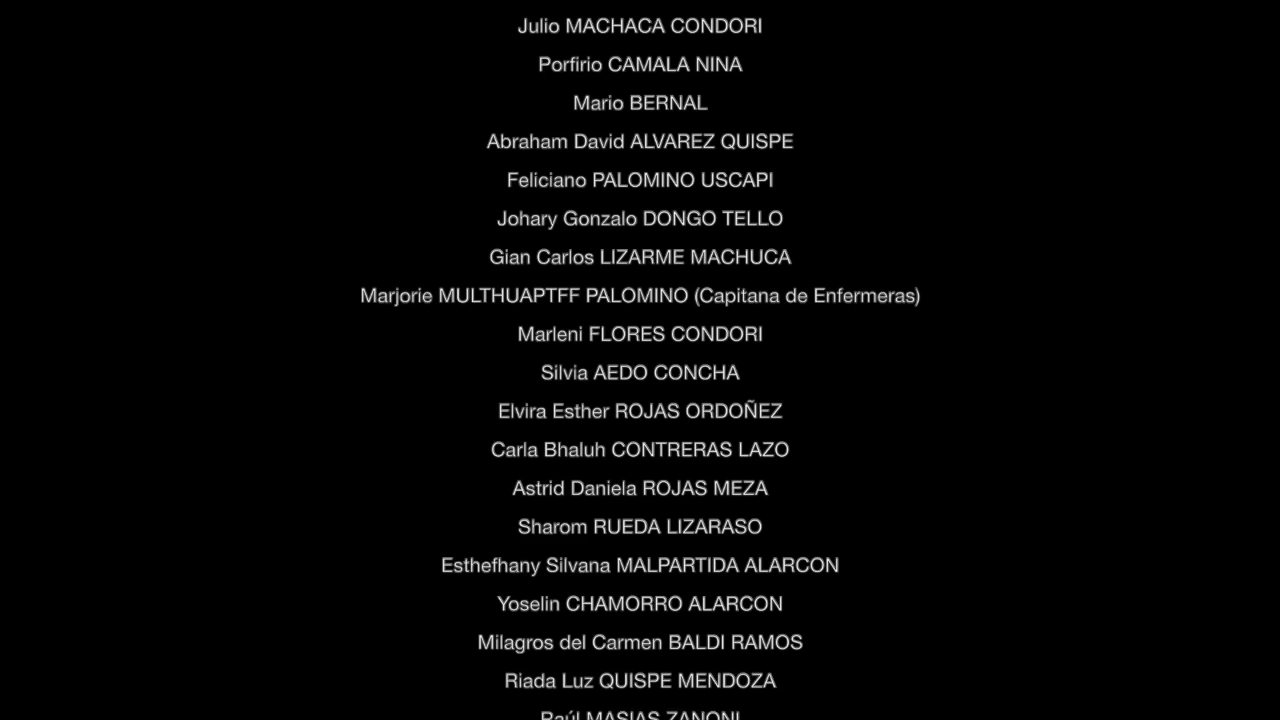 Julio MACHACA CONDORI
Porfirio CAMALA NINA
Mario BERNAL
Abraham David ALVAREZ QUISPE
Feliciano PALOMINO USCAPI
Johary Gonzalo DONGO TELLO
Gian Carlos LIZARME MACHUCA
Marjorie MULTHUAPTFF PALOMINO (Capitana de Enfermeras)
Marleni FLORES CONDORI
Silvia AEDO CONCHA
Elvira Esther ROJAS ORDOÑEZ
Carla Bhaluh CONTRERAS LAZO
Astrid Daniela ROJAS MEZA
Sharom RUEDA LIZARASO
Esthefhany Silvana MALPARTIDA ALARCON
Yoselin CHAMORRO ALARCON
Milagros del Carmen BALDI RAMOS
Riada Luz QUISPE MENDOZA
Raúl MASIAS ZANONI